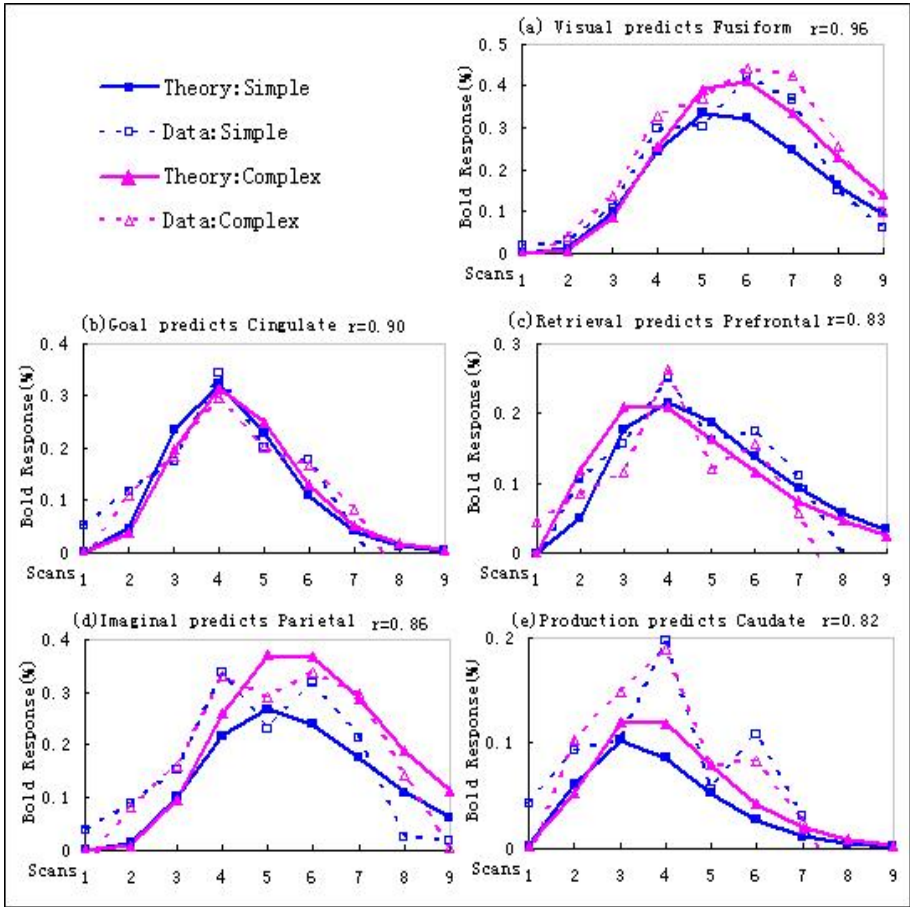 (a) Visual predicts Fusiform r=0.96
Theory:Simple
Data:Simple
Theory:Complex
Data:Complex
Bold Response(%)
0.5
0.4
0.3
0.2
0.1
0
Scans
1 2 3 4 5 6 7 8 9
(b)Goal predicts Cingulate r=0.90
Bold Response(%)
0.4
0.3
0.2
0.1
0
Scans
1 2 3 4 5 6 7 8 9
(c)Retrieval predicts Prefrontal r=0.83
Bold Response(%)
0.3
0.2
0.1
0
Scans
1 2 3 4 5 6 7 8 9
(d)Imaginal predicts Parietal r=0.86
Bold Response(%)
0.4
0.3
0.2
0.1
0
Scans
1 2 3 4 5 6 7 8 9
(e)Production predicts Caudate r=0.82
Bold Response(%)
0.2
0.1
0
Scans
1 2 3 4 5 6 7 8 9